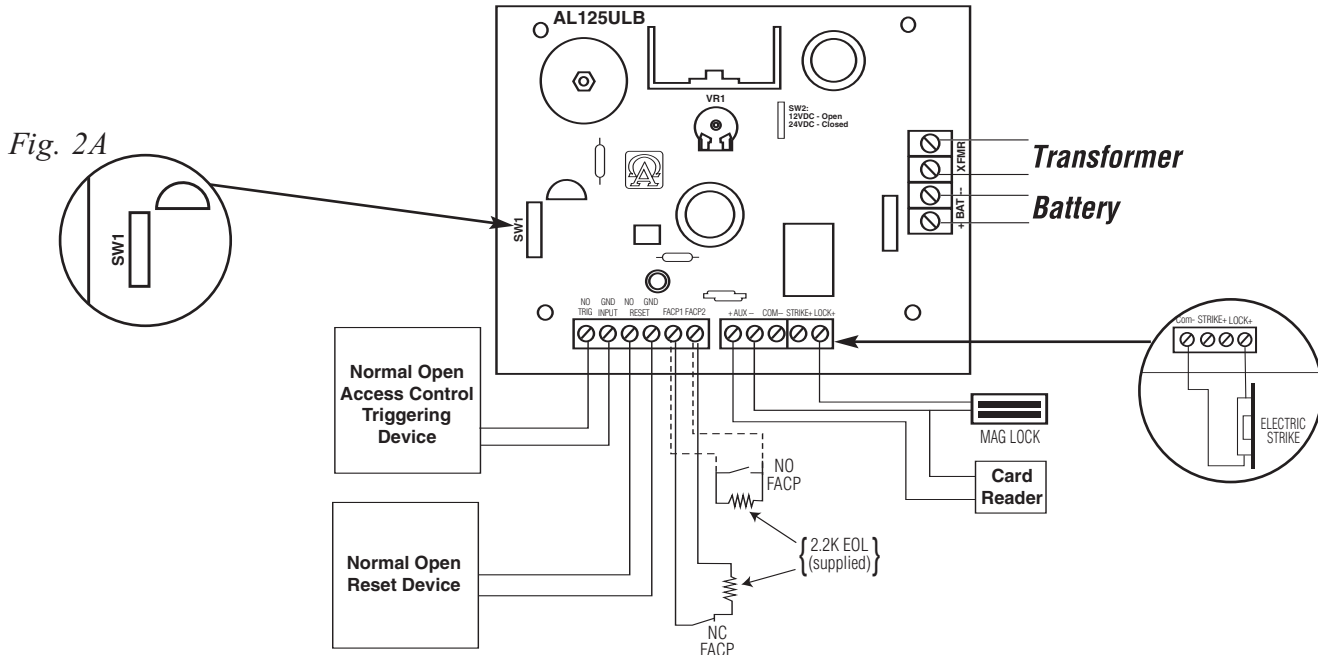 AL125ULB
VR1
SW2:
12VDC - Open
24VDC - Closed
Fig. 2A
SW1
SW1
XFMR
+ BAT --
Transformer
Battery
NO GND NO GND
TRIG INPUT RESET FACP1 FACP2
+ AUX – COM– STRIKE+ LOCK+
Com- STRIKE+ LOCK+
ELECTRIC
STRIKE
Normal Open
Access Control
Triggering
Device
MAG LOCK
Card
Reader
NO
FACP
2.2K EOL
(supplied)
Normal Open
Reset Device
NC
FACP